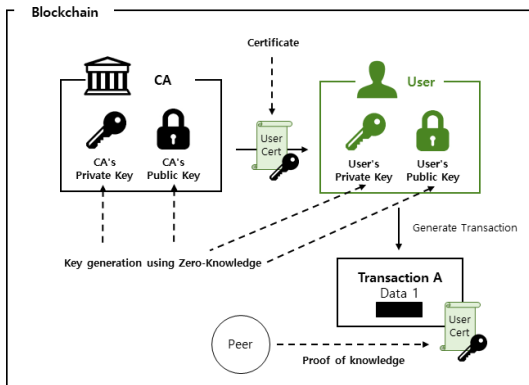 Blockchain
Certificate
CA
User
User
Cert
CA's
Private Key
CA's
Public Key
User's
Private Key
User's
Public Key
Generate Transaction
Key generation using Zero-Knowledge
Transaction A
Data 1
User
Cert
Peer
Proof of knowledge